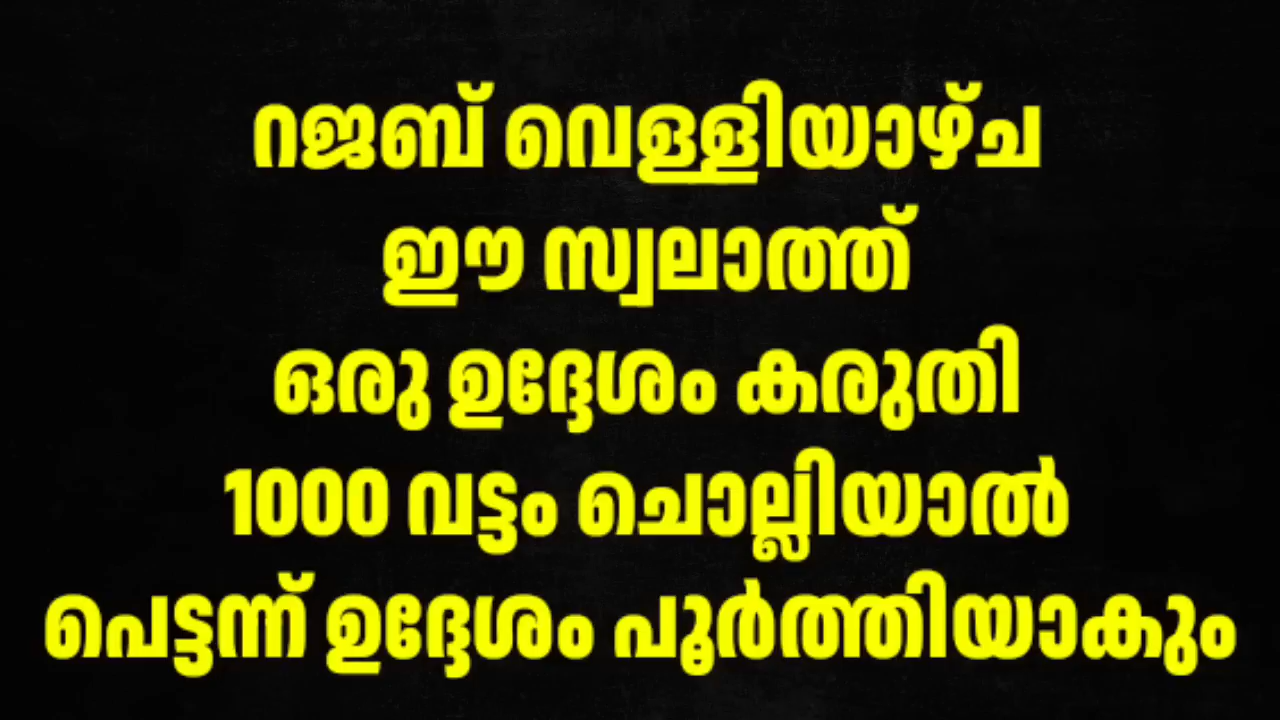 റജബ് വെള്ളിയാഴ്ച
ഈ സ്വലാത്ത്
ഒരു ഉദ്ദേശം കരുതി
1000 വട്ടം ചൊല്ലിയാൽ
പെട്ടന്ന് ഉദ്ദേശം പൂർത്തിയാകും